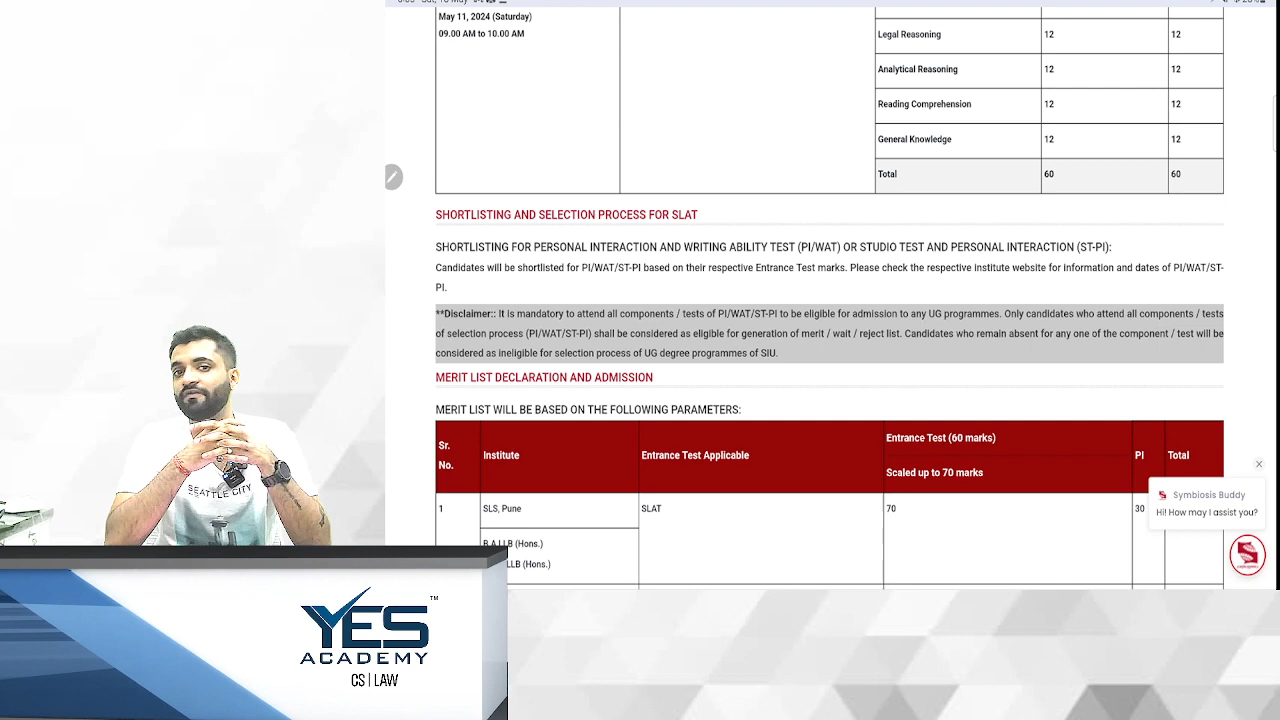 May 11, 2024 (Saturday)
09.00 AM to 10.00 AM
Legal Reasoning 12 12
Analytical Reasoning 12 12
Reading Comprehension 12 12
General Knowledge 12 12
Total 60 60
SHORTLISTING AND SELECTION PROCESS FOR SLAT
SHORTLISTING FOR PERSONAL INTERACTION AND WRITING ABILITY TEST (PI/WAT) OR STUDIO TEST AND PERSONAL INTERACTION (ST-PI):
Candidates will be shortlisted for PI/WAT/ST-PI based on their respective Entrance Test marks. Please check the respective institute website for information and dates of PI/WAT/ST-
PI.
**Disclaimer:: It is mandatory to attend all components / tests of PI/WAT/ST-PI to be eligible for admission to any UG programmes. Only candidates who attend all components / tests
of selection process (PI/WAT/ST-PI) shall be considered as eligible for generation of merit / wait / reject list. Candidates who remain absent for any one of the component / test will be
considered as ineligible for selection process of UG degree programmes of SIU.
MERIT LIST DECLARATION AND ADMISSION
MERIT LIST WILL BE BASED ON THE FOLLOWING PARAMETERS:
Sr.
No.
Institute
Entrance Test Applicable
Entrance Test (60 marks)
Scaled up to 70 marks
PI
Total
1 SLS, Pune SLAT 70 30
B.A.LLB (Hons.)
LLB (Hons.)
Symbiosis Buddy
Hi! How may I assist you?
SEATTLE CITY
YES™
ACADEMY
CS | LAW